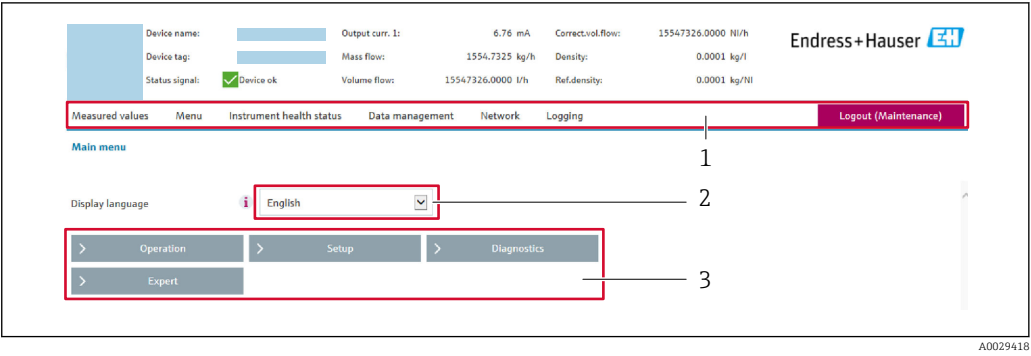 Device name: Output curr. 1: 6.76 mA Correct.vol.flow: 15547326.0000 Nl/h
Endress+Hauser EH
Device tag: Mass flow: 1554.7325 kg/h Density: 0.0001 kg/l
Status signal: Device ok Volume flow: 15547326.0000 l/h Ref.density: 0.0001 kg/Nl
Measured values Menu Instrument health status Data management Network Logging Logout (Maintenance)
1
Main menu
Display language i English 2
> Operation > Setup > Diagnostics
> Expert 3
A0029418